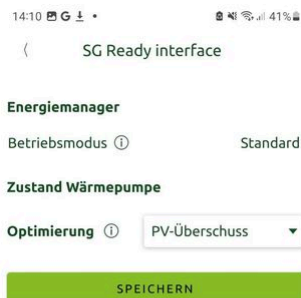 14:10 G 41%
SG Ready interface
Energiemanager
Betriebsmodus Standard
Zustand Wärmepumpe
Optimierung PV-Überschuss
SPEICHERN